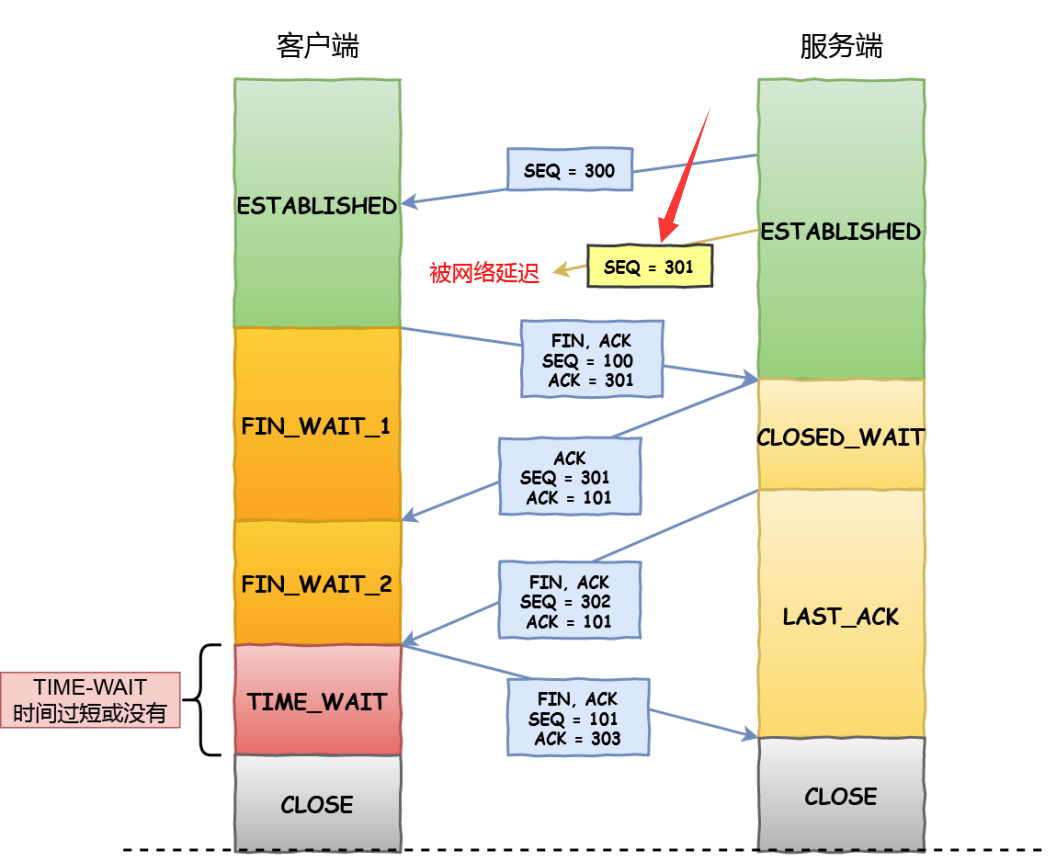 客户端
服务端
SEQ = 300
ESTABLISHED
ESTABLISHED
SEQ = 301
被网络延迟
FIN, ACK
SEQ = 100
ACK = 301
FIN_WAIT_1
CLOSED_WAIT
ACK
SEQ = 301
ACK = 101
FIN_WAIT_2
FIN, ACK
SEQ = 302
ACK = 101
LAST_ACK
TIME-WAIT
时间过短或没有
TIME_WAIT
FIN, ACK
SEQ = 101
ACK = 303
CLOSE
CLOSE